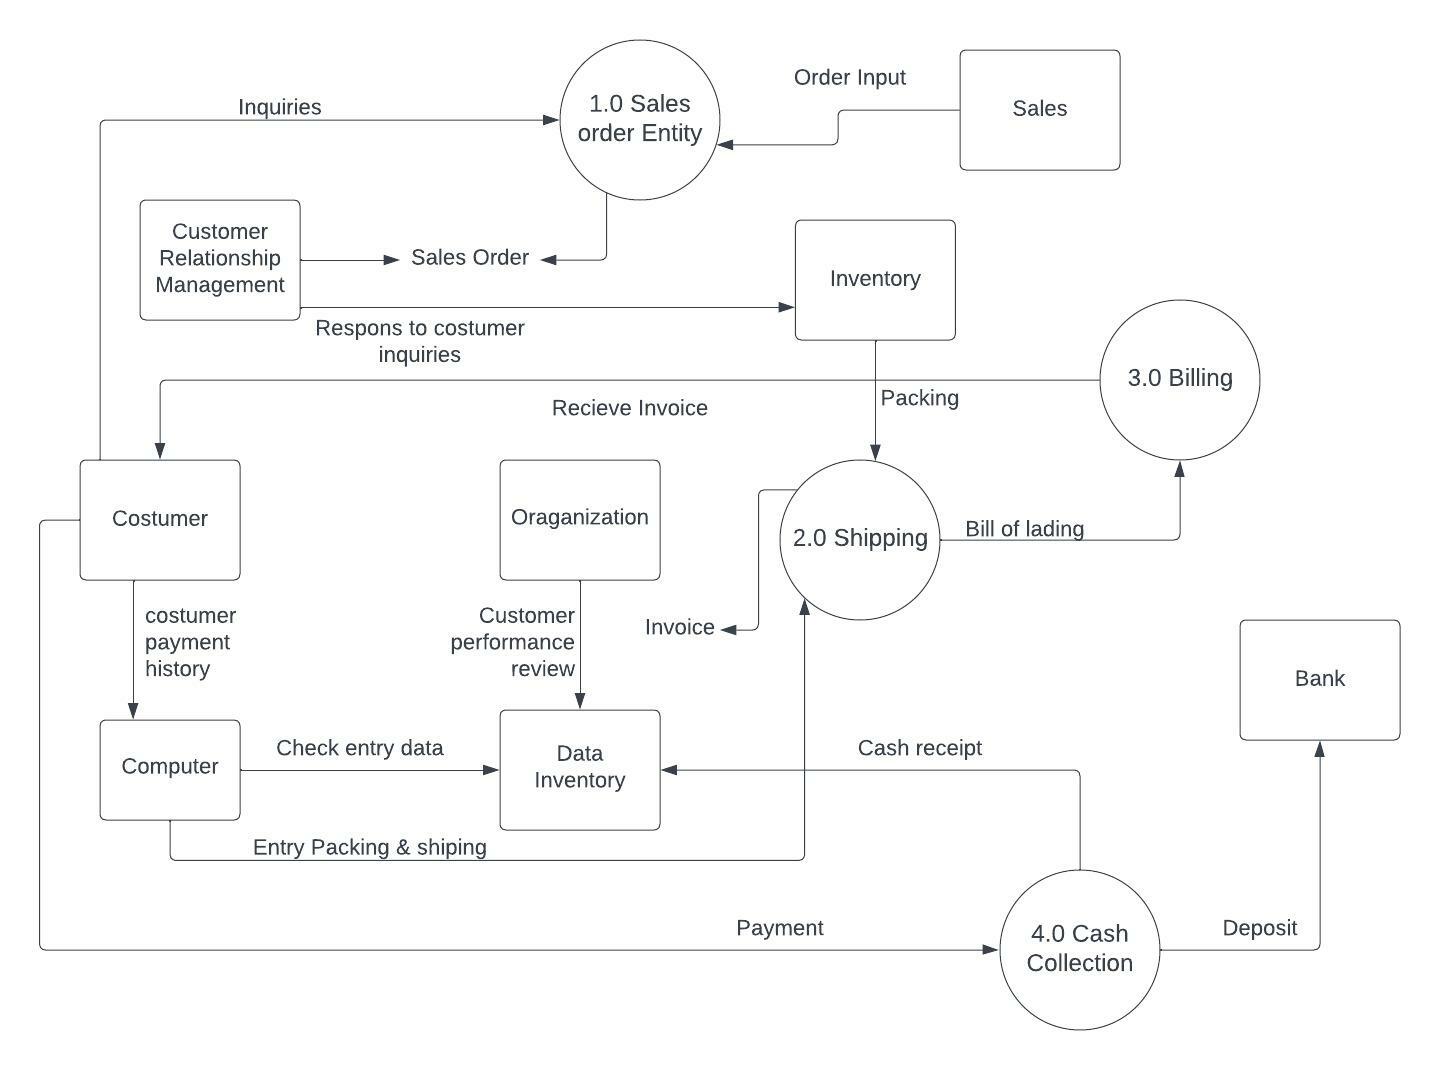 Order Input
1.0 Sales
order Entity
Sales
Inquiries
Customer
Relationship
Management
Sales Order
Inventory
Respons to costumer
inquiries
3.0 Billing
Packing
Recieve Invoice
Costumer
Oraganization
2.0 Shipping
Bill of lading
costumer
payment
history
Customer
performance
review
Invoice
Bank
Computer
Check entry data
Data
Inventory
Cash receipt
Entry Packing & shiping
Payment
4.0 Cash
Collection
Deposit